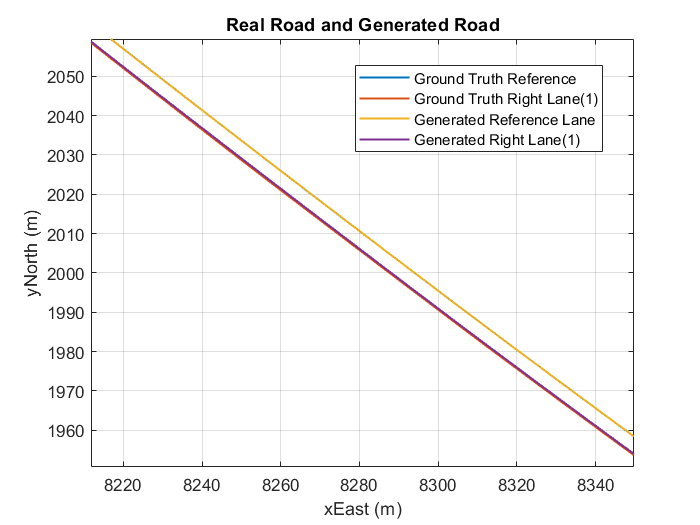 Real Road and Generated Road
Ground Truth Reference
Ground Truth Right Lane(1)
Generated Reference Lane
Generated Right Lane(1)
2050
2040
2030
2020
2010
2000
1990
1980
1970
1960
yNorth (m)
8220 8240 8260 8280 8300 8320 8340
xEast (m)